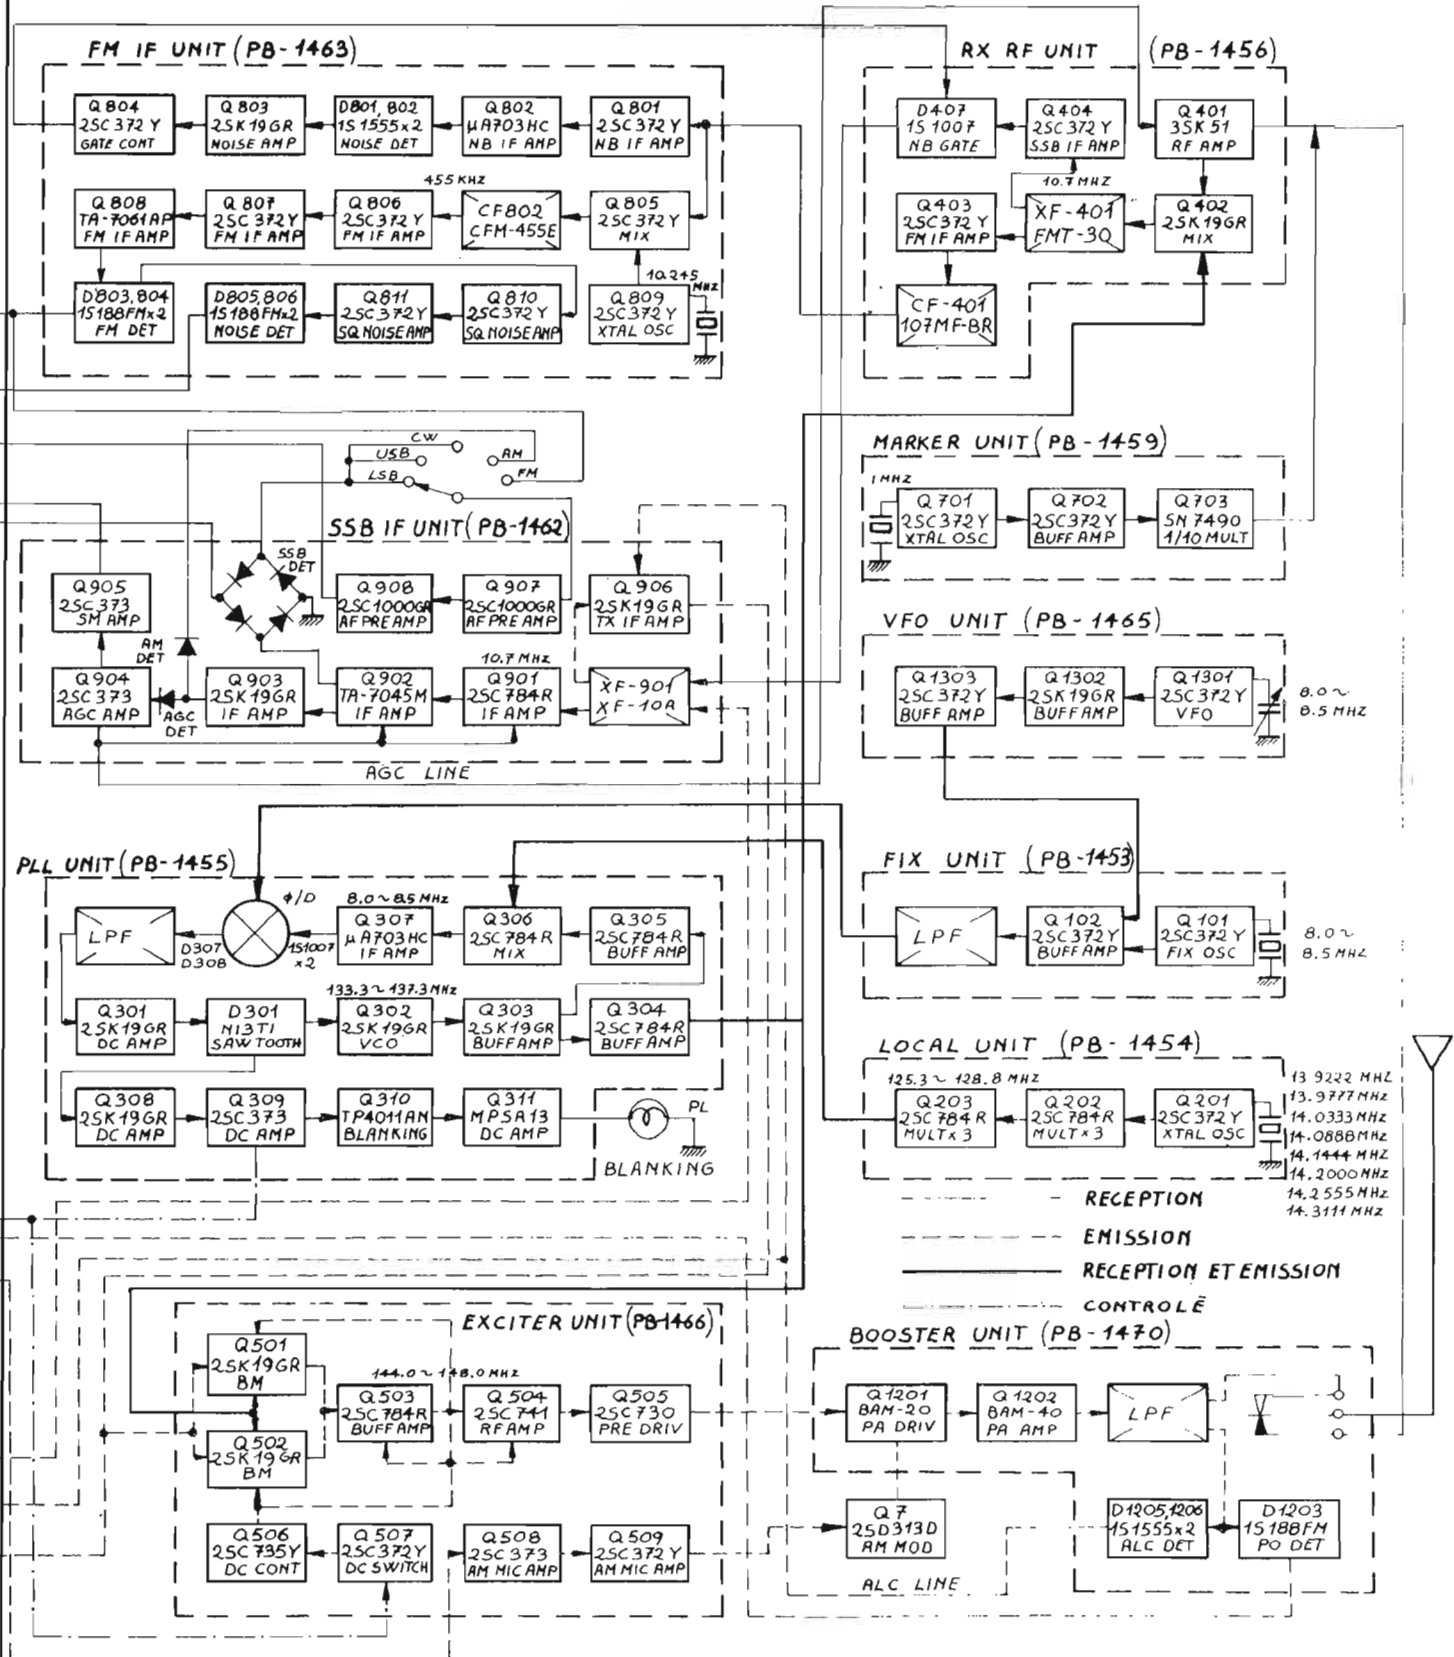 FM IF UNIT (PB-1463)
Q804
2SC372Y
GATE CONT
Q803
2SK19GR
NOISE AMP
D801, 802
1S1555x2
NOISE DET
Q802
µA703HC
NB IF AMP
Q801
2SC372Y
NB IF AMP
455 KHZ
Q808
TA-7061AP
FM IF AMP
Q807
2SC372Y
FM IF AMP
Q806
2SC372Y
FM IF AMP
CF802
CFM-455E
Q805
2SC372Y
MIX
10.245
MHZ
D803,804
1S188FMx2
FM DET
D805,806
1S188FMx2
NOISE DET
Q811
2SC372Y
SQ NOISE AMP
Q810
2SC372Y
SQ NOISE AMP
Q809
2SC372Y
XTAL OSC
RX RF UNIT (PB-1456)
D407
1S1007
NB GATE
Q404
2SC372Y
SSB IF AMP
Q401
3SK51
RF AMP
10.7 MHZ
Q403
2SC372Y
FM IF AMP
XF-401
FMT-3Q
Q402
2SK19GR
MIX
CF-401
107MF-BR
CW
USB
AM
LSB
FM
MARKER UNIT (PB-1459)
1 MHZ
Q701
2SC372Y
XTAL OSC
Q702
2SC372Y
BUFF AMP
Q703
SN7490
1/10 MULT
SSB IF UNIT (PB-1462)
SSB
DET
Q905
2SC373
SM AMP
Q908
2SC1000GR
AF PRE AMP
Q907
2SC1000GR
AF PRE AMP
Q906
2SK19GR
TX IF AMP
AM
DET
10.7 MHZ
Q904
2SC373
AGC AMP
AGC
DET
Q903
2SK19GR
IF AMP
Q902
TA-7045M
IF AMP
Q901
2SC784R
IF AMP
XF-901
XF-10A
AGC LINE
VFO UNIT (PB-1465)
Q1303
2SC372Y
BUFF AMP
Q1302
2SK19GR
BUFF AMP
Q1301
2SC372Y
VFO
8.0~
8.5 MHZ
PLL UNIT (PB-1455)
LPF
ϕ/D
D307
D308
1S1007
x2
8.0~8.5 MHZ
Q307
µA703HC
IF AMP
Q306
2SC784R
MIX
Q305
2SC784R
BUFF AMP
133.3~137.3MHZ
Q301
2SK19GR
DC AMP
D301
N13T1
SAW TOOTH
Q302
2SK19GR
VCO
Q303
2SK19GR
BUFF AMP
Q304
2SC784R
BUFF AMP
Q308
2SK19GR
DC AMP
Q309
2SC373
DC AMP
Q310
TP4011AN
BLANKING
Q311
MPSA13
DC AMP
PL
BLANKING
FIX UNIT (PB-1453)
LPF
Q102
2SC372Y
BUFF AMP
Q101
2SC372Y
FIX OSC
8.0~
8.5 MHZ
LOCAL UNIT (PB-1454)
125.3~128.8 MHZ
Q203
2SC784R
MULTx3
Q202
2SC784R
MULTx3
Q201
2SC372Y
XTAL OSC
13.9222 MHZ
13.9777MHZ
14.0333MHZ
14.0888MHZ
14.1444 MHZ
14.2000MHZ
14.2555MHZ
14.3111 MHZ
RECEPTION
EMISSION
RECEPTION ET EMISSION
CONTROLE
EXCITER UNIT (PB-1466)
Q501
2SK19GR
BM
144.0~148.0MHZ
Q503
2SC784R
BUFF AMP
Q504
2SC741
RF AMP
Q505
2SC730
PRE DRIV
Q502
2SK19GR
BM
Q506
2SC735Y
DC CONT
Q507
2SC372Y
DC SWITCH
Q508
2SC373
AM MIC AMP
Q509
2SC372Y
AM MIC AMP
BOOSTER UNIT (PB-1470)
Q1201
BAM-20
PA DRIV
Q1202
BAM-40
PA AMP
LPF
Q7
2SD313D
AM MOD
D1205,1206
1S1555x2
ALC DET
D1203
1S188FM
PO DET
ALC LINE